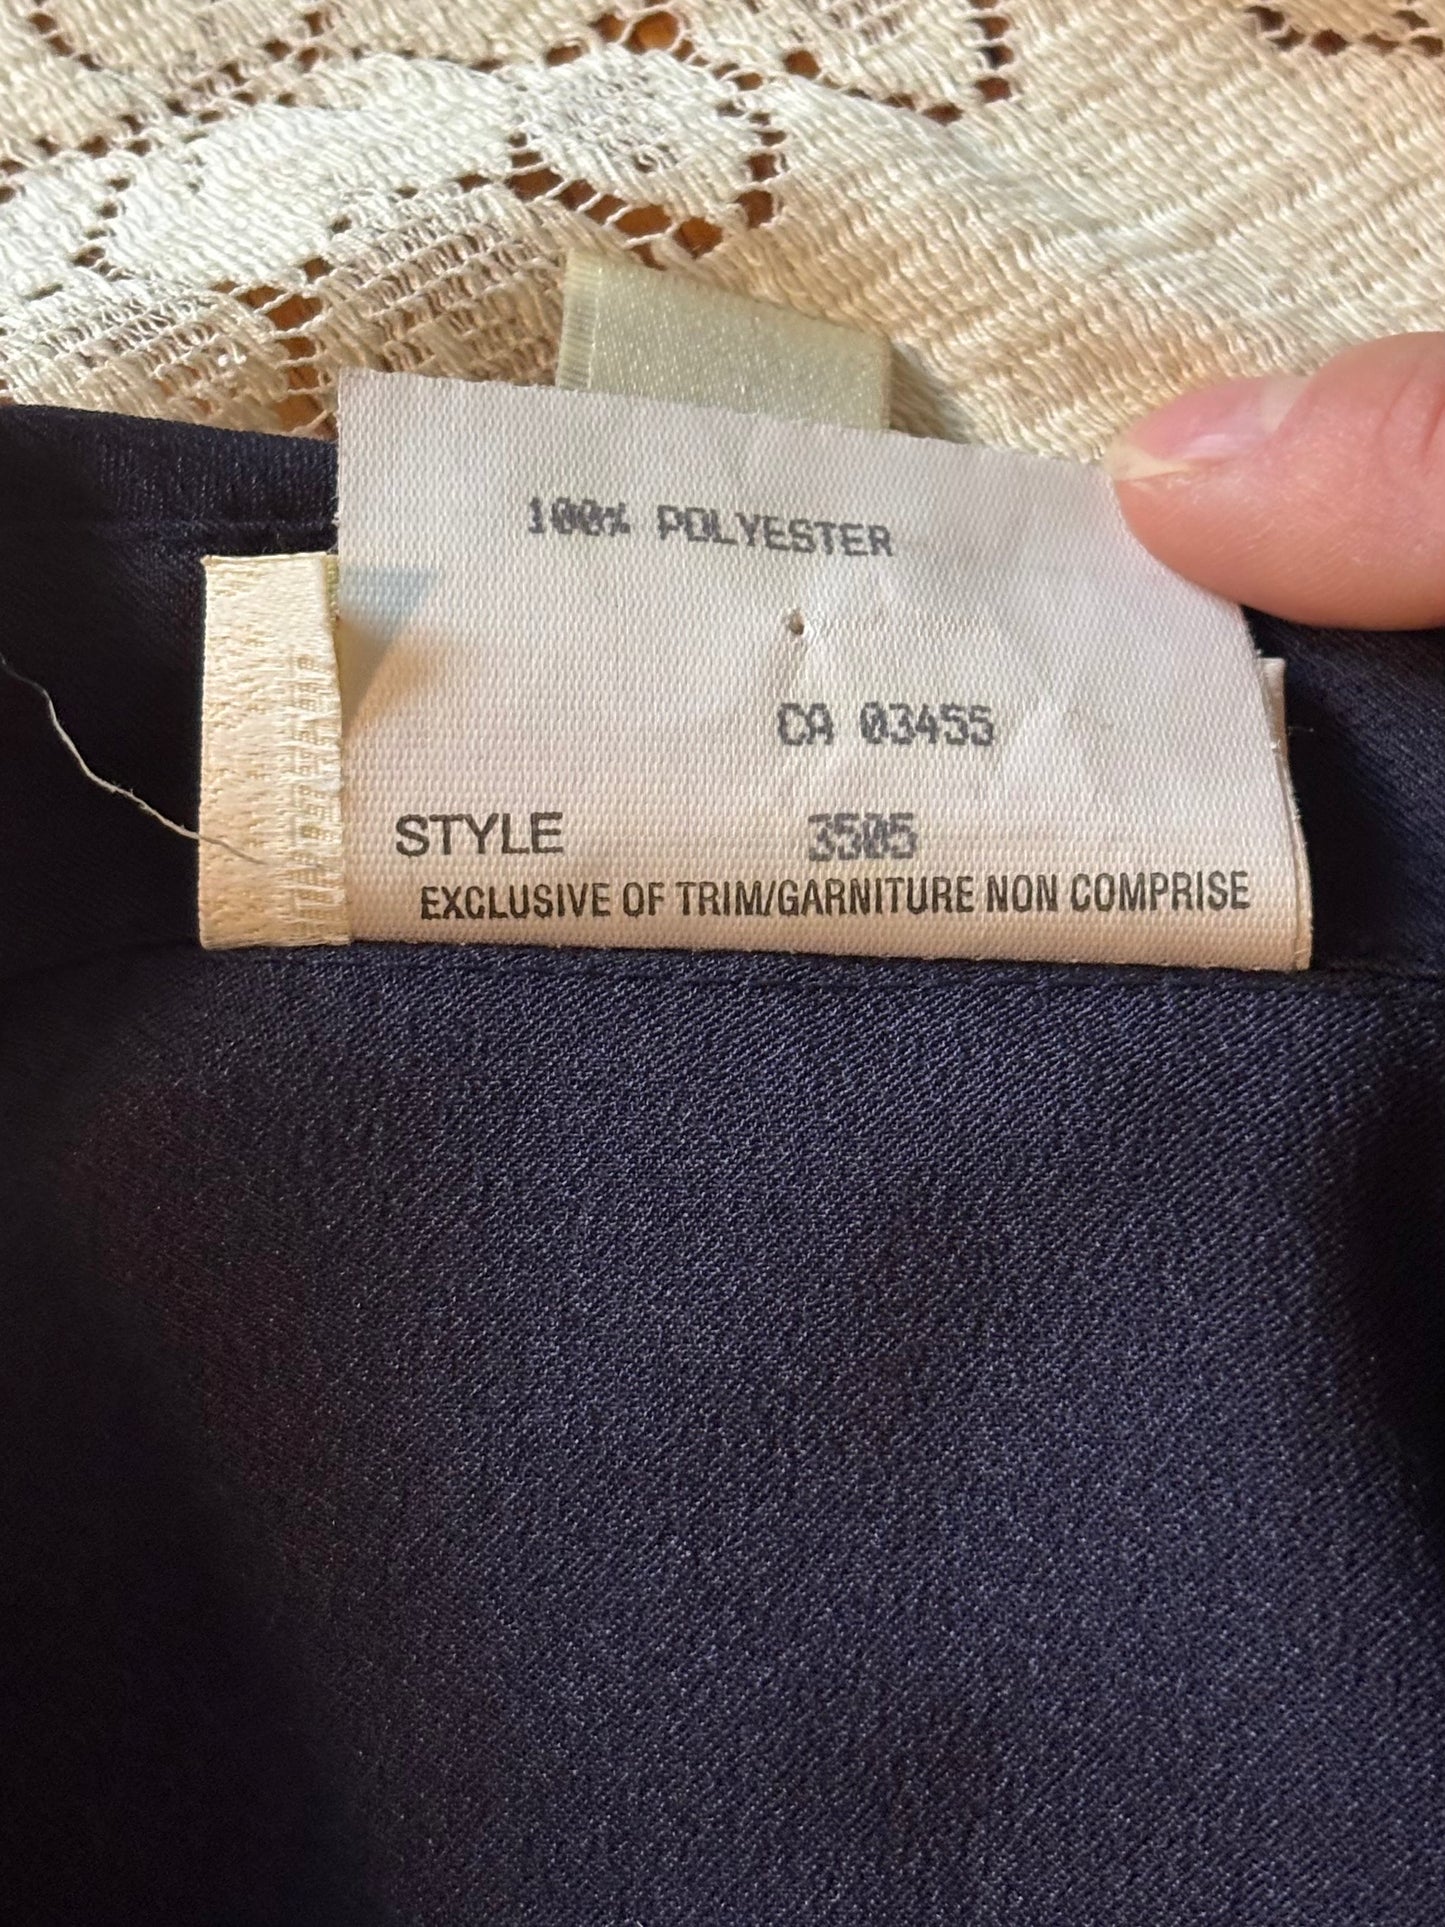 100% POLYESTER
CA 03455
STYLE 3505
EXCLUSIVE OF TRIM/GARNITURE NON COMPRISE